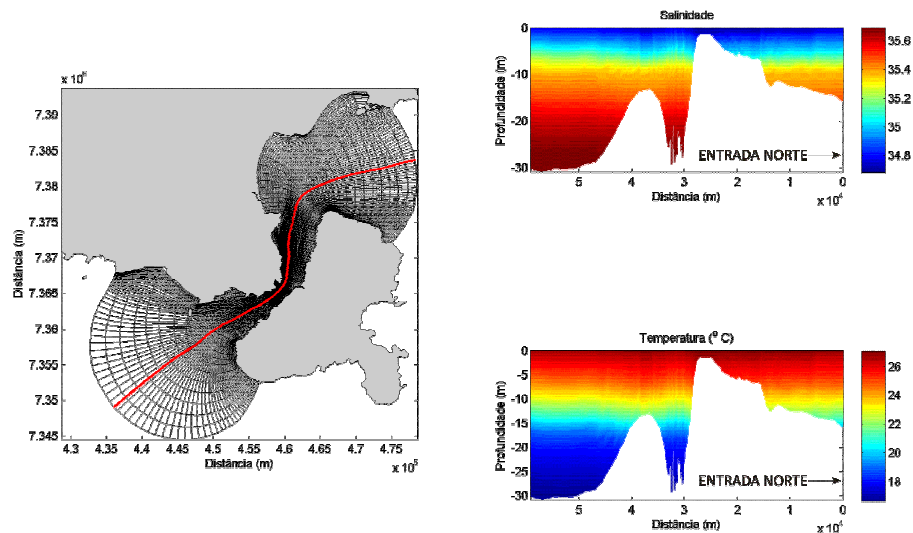 x 10⁶
7.39
7.385
7.38
7.375
7.37
7.365
7.36
7.355
7.35
7.345
Distância (m)
4.3 4.35 4.4 4.45 4.5 4.55 4.6 4.65 4.7 4.75
Distância (m)
x 10⁵
Salinidade
0
-10
-20
-30
Profundidade (m)
ENTRADA NORTE
5 4 3 2 1 0
Distância (m)
x 10⁴
35.6
35.4
35.2
35
34.8
Temperatura (º C)
0
-5
-10
-15
-20
-25
-30
Profundidade (m)
ENTRADA NORTE
5 4 3 2 1 0
Distância (m)
x 10⁴
26
24
22
20
18